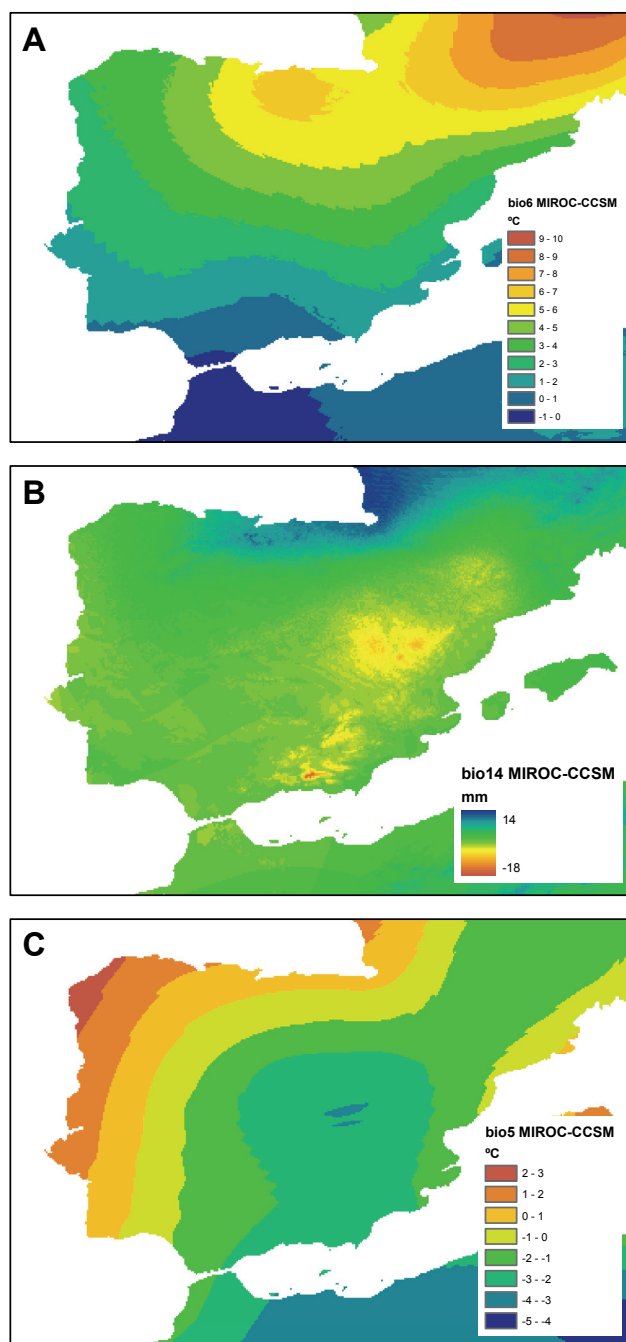 A
bio6 MIROC-CCSM
ºC
9 - 10
8 - 9
7 - 8
6 - 7
5 - 6
4 - 5
3 - 4
2 - 3
1 - 2
0 - 1
-1 - 0
B
bio14 MIROC-CCSM
mm
14
-18
C
bio5 MIROC-CCSM
ºC
2 - 3
1 - 2
0 - 1
-1 - 0
-2 - -1
-3 - -2
-4 - -3
-5 - -4